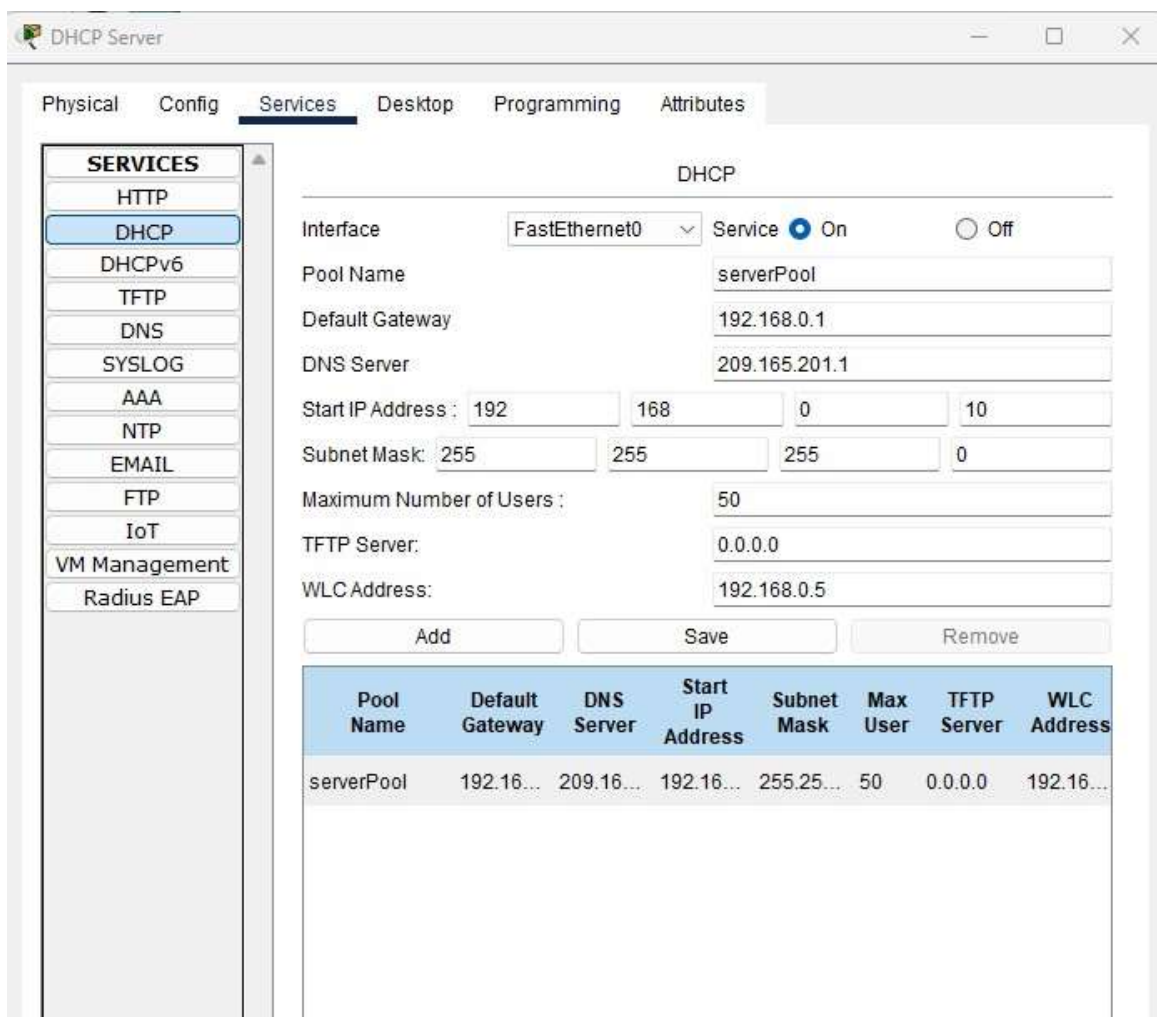 DHCP Server
Physical Config Services Desktop Programming Attributes
SERVICES
HTTP
DHCP
DHCPv6
TFTP
DNS
SYSLOG
AAA
NTP
EMAIL
FTP
IoT
VM Management
Radius EAP
DHCP
Interface FastEthernet0 Service On Off
Pool Name serverPool
Default Gateway 192.168.0.1
DNS Server 209.165.201.1
Start IP Address : 192 168 0 10
Subnet Mask: 255 255 255 0
Maximum Number of Users : 50
TFTP Server: 0.0.0.0
WLC Address: 192.168.0.5
Add Save Remove
Pool Name Default Gateway DNS Server Start IP Address Subnet Mask Max User TFTP Server WLC Address
serverPool 192.16... 209.16... 192.16... 255.25... 50 0.0.0.0 192.16...